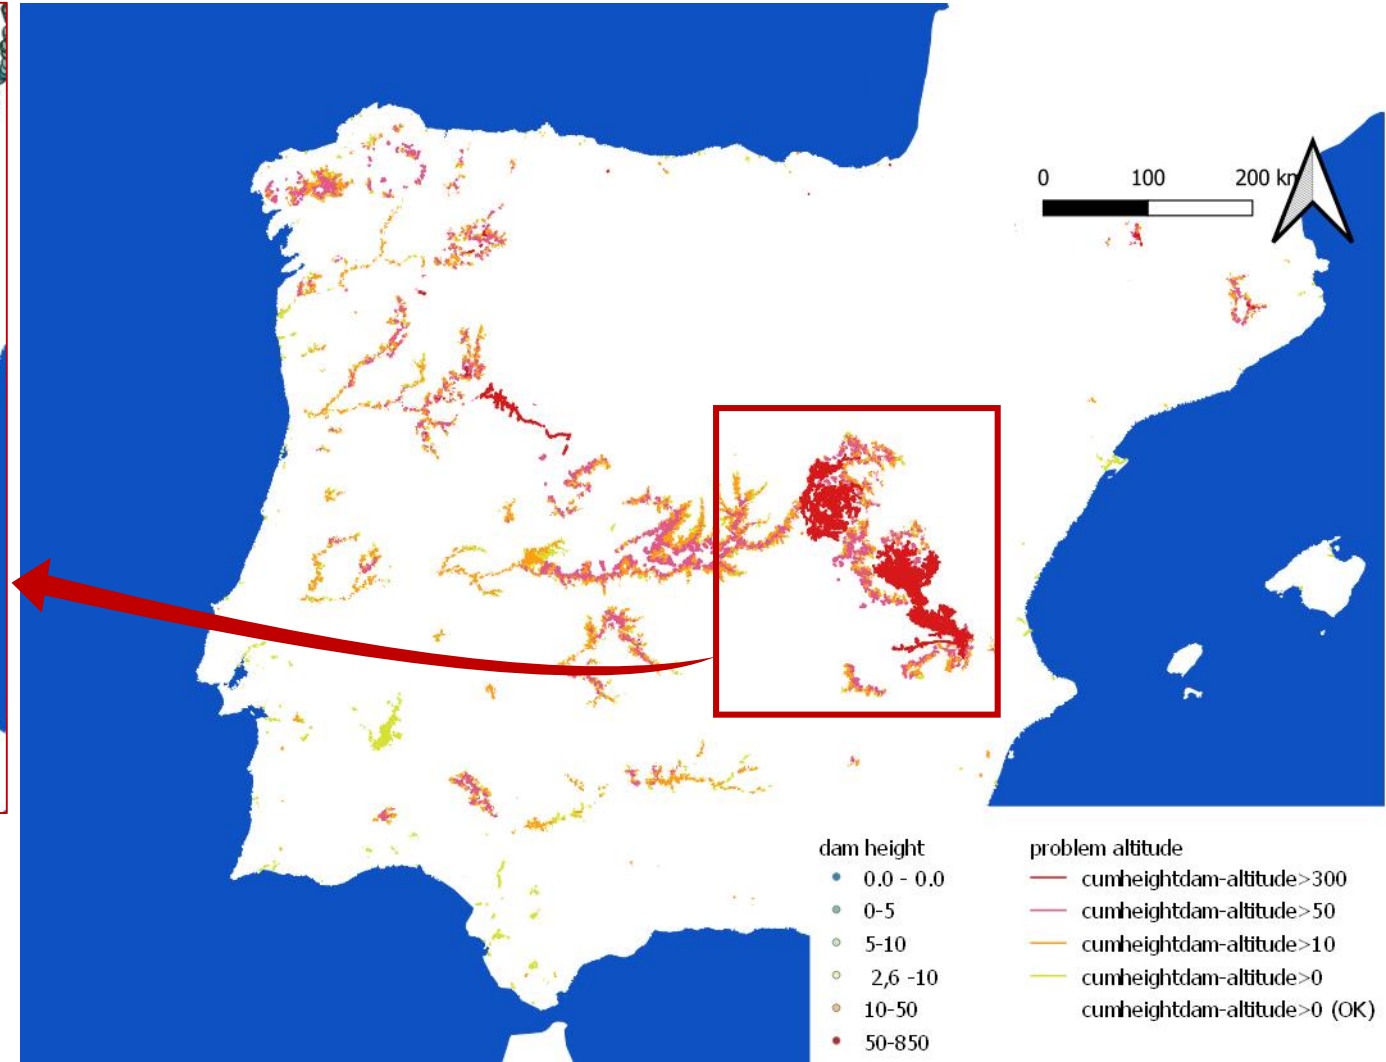 0 100 200 km
dam height
0.0 - 0.0
0-5
5-10
2,6 -10
10-50
50-850
problem altitude
cumheightdam-altitude>300
cumheightdam-altitude>50
cumheightdam-altitude>10
cumheightdam-altitude>0
cumheightdam-altitude>0 (OK)